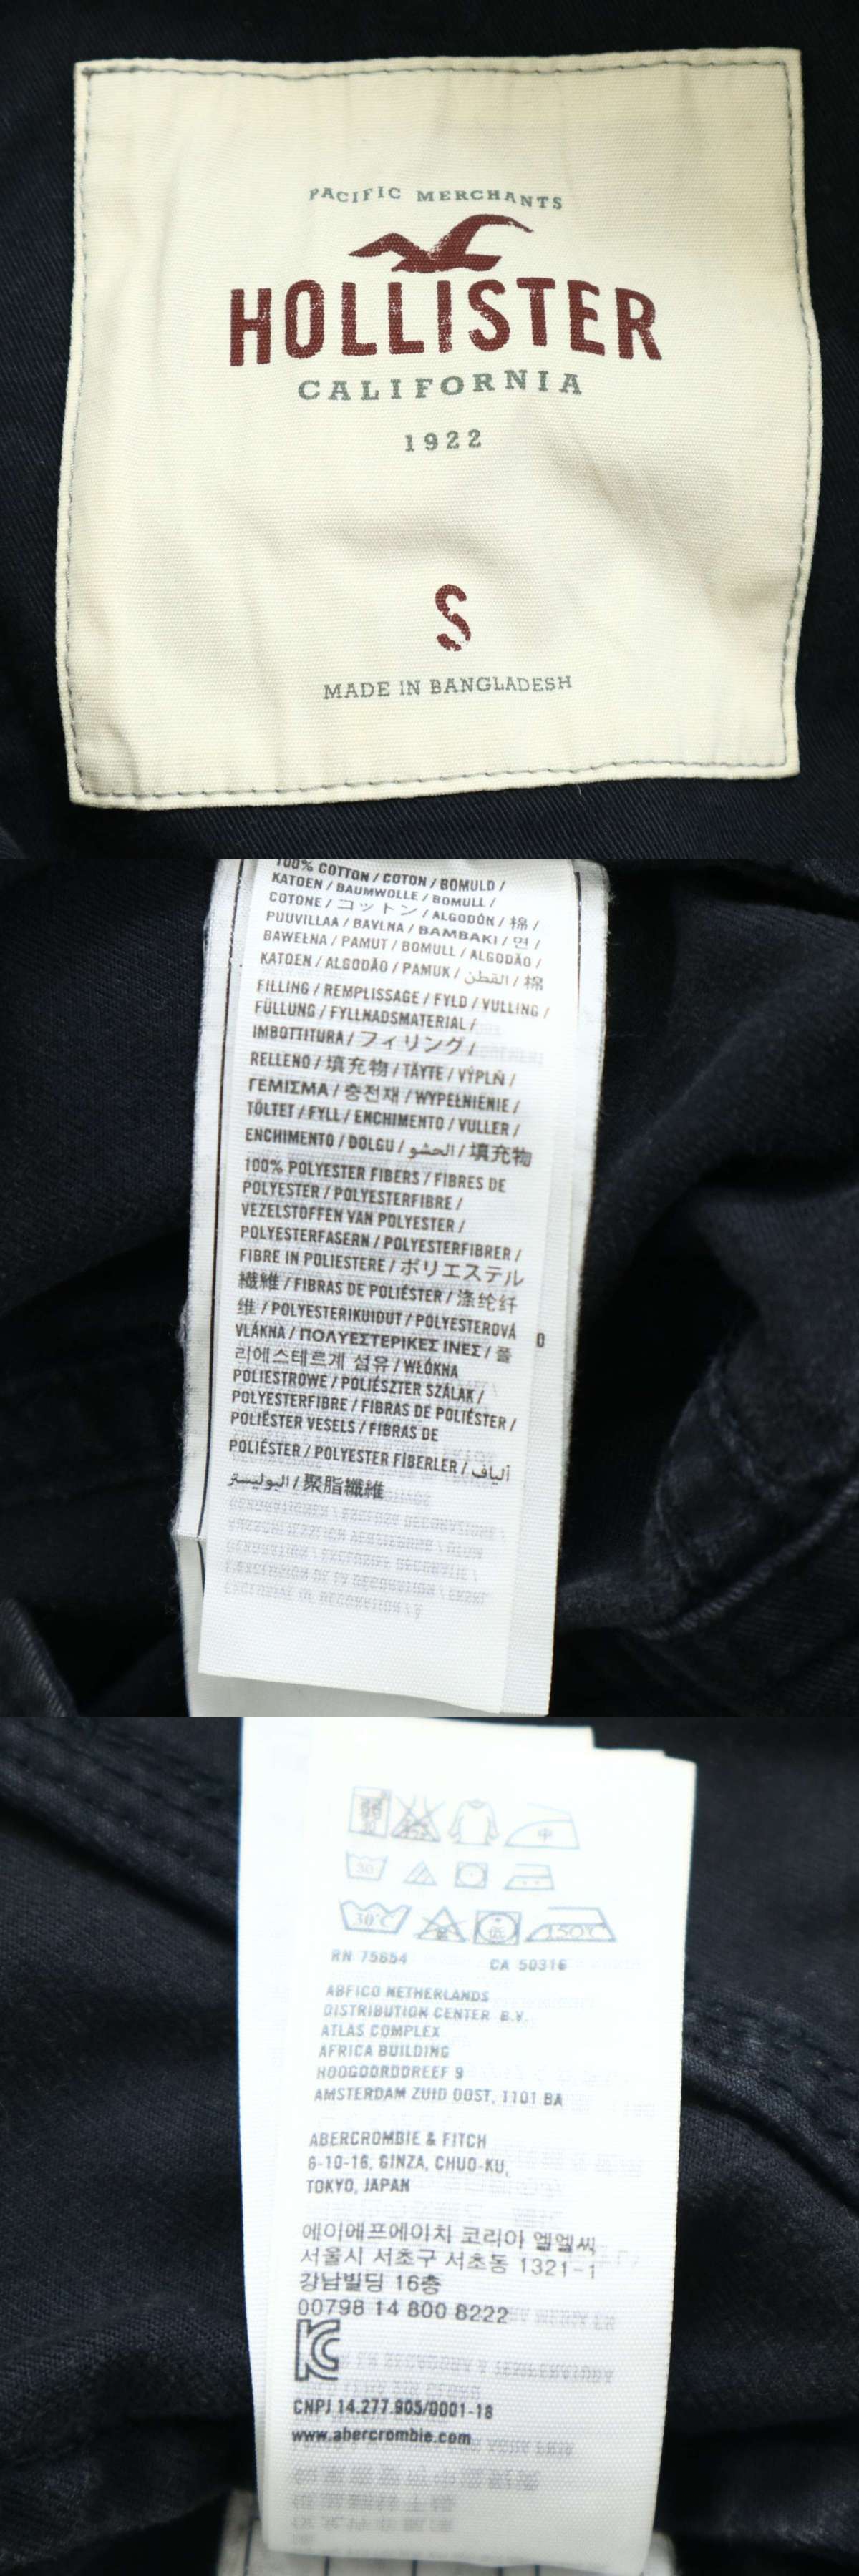 PACIFIC MERCHANTS
HOLLISTER
CALIFORNIA
1922
S
MADE IN BANGLADESH
100% COTTON / COTON / BOMULD /
KATOEN / BAUMWOLLE / BOMULL /
COTONE / コットン / ALGODÓN / 棉 /
PUUVILLAA / BAVLNA / ΒΑΜΒΑΚΙ / 면 /
BAWEŁNA / PAMUT / BOMULL / ALGODÃO /
KATOEN / ALGODÃO / PAMUK / القطن / 棉
FILLING / REMPLISSAGE / FYLD / VULLING /
FÜLLUNG / FYLLNADSMATERIAL /
IMBOTTITURA / フィリング /
RELLENO / 填充物 / TÄYTE / VÝPLŇ /
ΓΕΜΙΣΜΑ / 충전재 / WYPEŁNIENIE /
TÖLTET / FYLL / ENCHIMENTO / VULLER /
ENCHIMENTO / DOLGU / الحشو / 填充物
100% POLYESTER FIBERS / FIBRES DE
POLYESTER / POLYESTERFIBRE /
VEZELSTOFFEN VAN POLYESTER /
POLYESTERFASERN / POLYESTERFIBRER /
FIBRE IN POLIESTERE / ポリエステル
繊維 / FIBRAS DE POLIÉSTER / 涤纶纤
维 / POLYESTERIKUIDUT / POLYESTEROVÁ
VLÁKNA / ΠΟΛΥΕΣΤΕΡΙΚΕΣ ΙΝΕΣ / 폴
리에스테르계 섬유 / WŁÓKNA
POLIESTROWE / POLIÉSZTER SZÁLAK /
POLYESTERFIBRE / FIBRAS DE POLIÉSTER /
POLIËSTER VESELS / FIBRAS DE
POLIÉSTER / POLYESTER FİBERLER / ألياف
البوليستر / 聚脂纖維
中
30°C
150°C
RN 75654 CA 50316
ABFICO NETHERLANDS
DISTRIBUTION CENTER B.V.
ATLAS COMPLEX
AFRICA BUILDING
HOOGOORDDREEF 9
AMSTERDAM ZUID OOST, 1101 BA
ABERCROMBIE & FITCH
6-10-16, GINZA, CHUO-KU,
TOKYO, JAPAN
에이에프에이치 코리아 엘엘씨
서울시 서초구 서초동 1321-1
강남빌딩 16층
00798 14 800 8222
CNPJ 14.277.905/0001-18
www.abercrombie.com